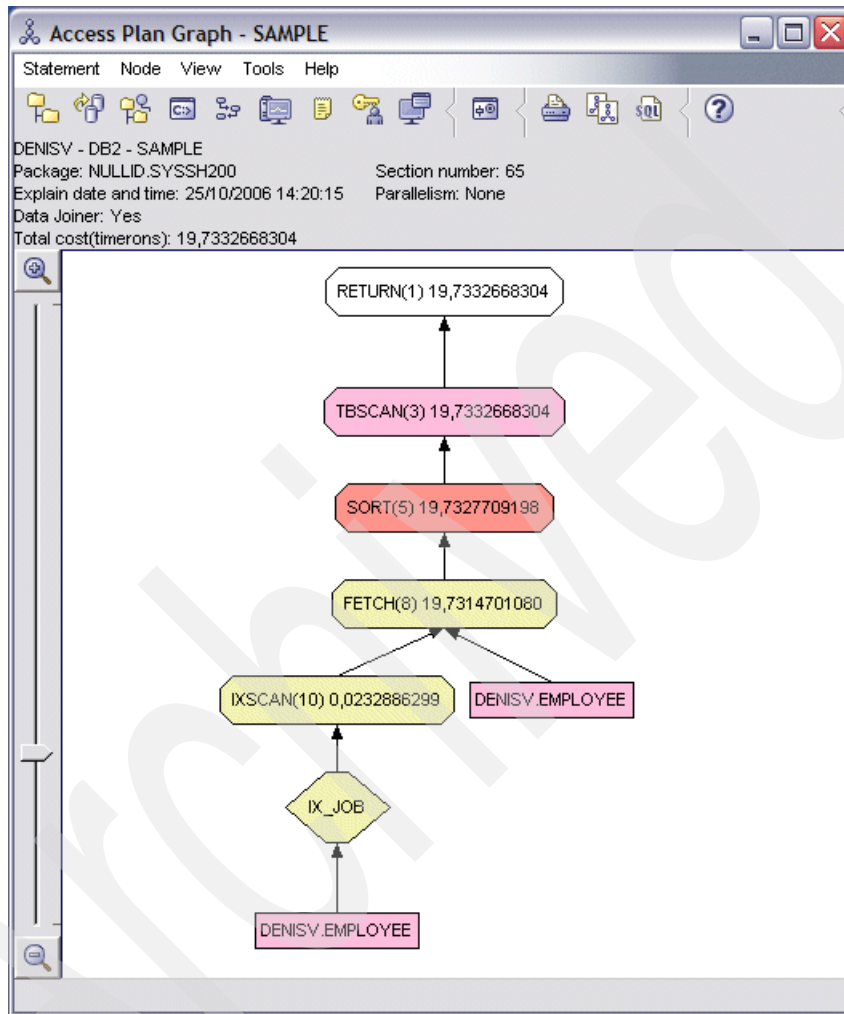 Access Plan Graph - SAMPLE
Statement Node View Tools Help
DENISV - DB2 - SAMPLE
Package: NULLID.SYSSH200 Section number: 65
Explain date and time: 25/10/2006 14:20:15 Parallelism: None
Data Joiner: Yes
Total cost(timerons): 19,7332668304
RETURN(1) 19,7332668304
TBSCAN(3) 19,7332668304
SORT(5) 19,7327709198
FETCH(8) 19,7314701080
IXSCAN(10) 0,0232886299 DENISV.EMPLOYEE
IX_JOB
DENISV.EMPLOYEE
C:>
SQL
?
Archived